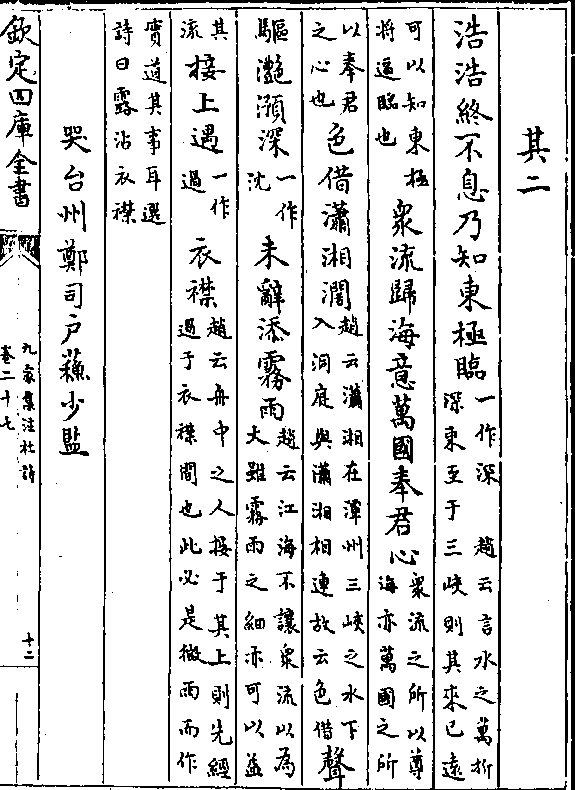 其二
浩浩終不息乃知東極臨一作深　趙云言水之萬折深東至于三峽則其來已遠
可以知東極將逼臨也衆流歸海意萬國奉君心衆流之所以尊海亦萬國之所
以奉君之心也色借瀟湘濶趙云瀟湘在潭州三峽之水下入洞庭與瀟湘相連故云色借聲
驅灧澦深一作沈未辭添霧雨趙云江海不讓衆流以為大雖霧雨之細亦可以益
其流接上遇一作過衣襟趙云舟中之人接于其上則先經過于衣襟間也此必是微雨而作
實道其事耳選詩曰露沾衣襟
哭台州鄭司户蘇少監
欽定四庫全書
九家集注杜詩
卷二十七
十二